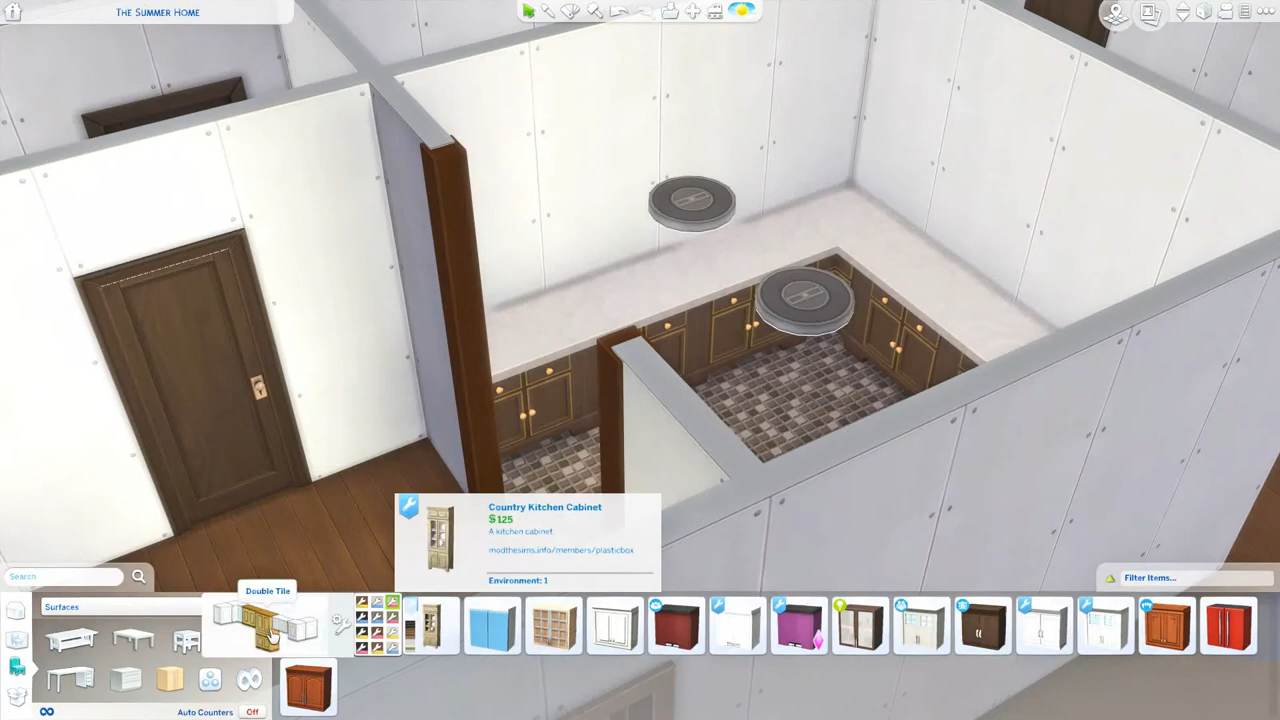 The Summer Home
Country Kitchen Cabinet
$125
A kitchen cabinet.
modthesims.info/members/plasticbox
Environment: 1
Search
Filter Items...
Double Tile
Surfaces
Auto Counters
Off